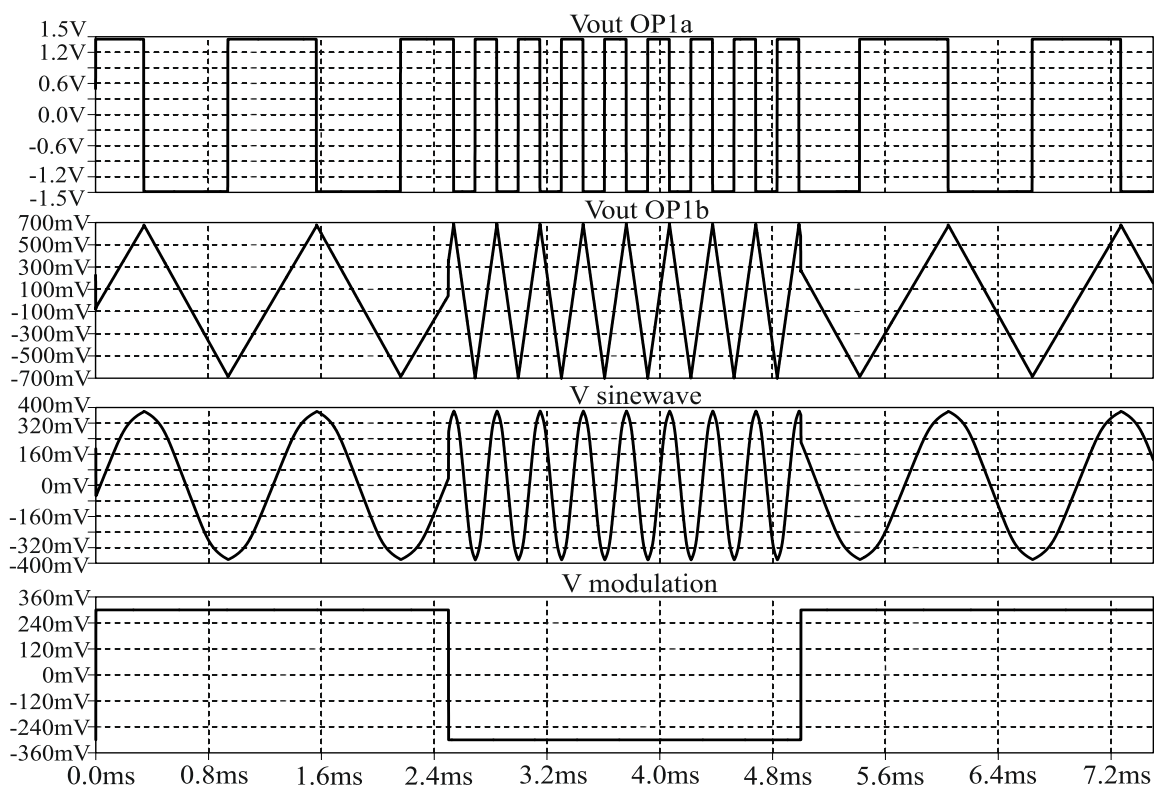 Vout OP1a
1.5V
1.2V
0.6V
0.0V
-0.6V
-1.2V
-1.5V
Vout OP1b
700mV
500mV
300mV
100mV
-100mV
-300mV
-500mV
-700mV
V sinewave
400mV
320mV
160mV
0mV
-160mV
-320mV
-400mV
V modulation
360mV
240mV
120mV
0mV
-120mV
-240mV
-360mV
0.0ms 0.8ms 1.6ms 2.4ms 3.2ms 4.0ms 4.8ms 5.6ms 6.4ms 7.2ms